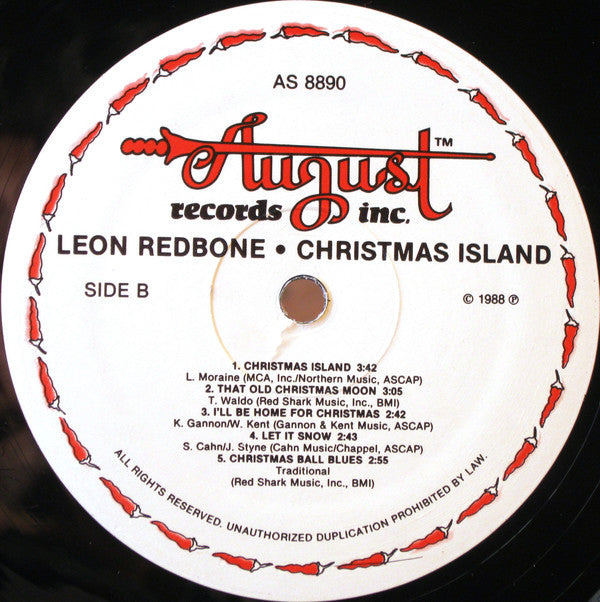 AS 8890
August™
records inc.
LEON REDBONE • CHRISTMAS ISLAND
SIDE B
© 1988 ℗
1. CHRISTMAS ISLAND 3:42
L. Moraine (MCA, Inc./Northern Music, ASCAP)
2. THAT OLD CHRISTMAS MOON 3:05
T. Waldo (Red Shark Music, Inc., BMI)
3. I'LL BE HOME FOR CHRISTMAS 2:42
K. Gannon/W. Kent (Gannon & Kent Music, ASCAP)
4. LET IT SNOW 2:43
S. Cahn/J. Styne (Cahn Music/Chappel, ASCAP)
5. CHRISTMAS BALL BLUES 2:55
Traditional
(Red Shark Music, Inc., BMI)
ALL RIGHTS RESERVED. UNAUTHORIZED DUPLICATION PROHIBITED BY LAW.